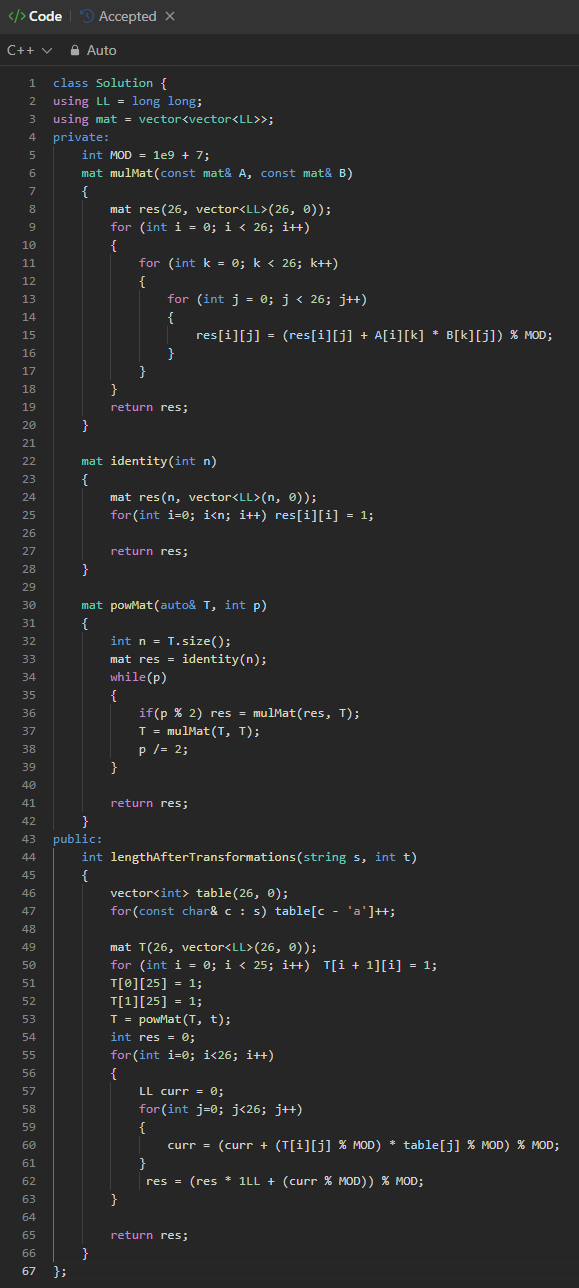 </> Code | Accepted ×
C++ Auto
1 class Solution {
2 using LL = long long;
3 using mat = vector<vector<LL>>;
4 private:
5     int MOD = 1e9 + 7;
6     mat mulMat(const mat& A, const mat& B)
7     {
8         mat res(26, vector<LL>(26, 0));
9         for (int i = 0; i < 26; i++)
10         {
11             for (int k = 0; k < 26; k++)
12             {
13                 for (int j = 0; j < 26; j++)
14                 {
15                     res[i][j] = (res[i][j] + A[i][k] * B[k][j]) % MOD;
16                 }
17             }
18         }
19         return res;
20     }
21
22     mat identity(int n)
23     {
24         mat res(n, vector<LL>(n, 0));
25         for(int i=0; i<n; i++) res[i][i] = 1;
26
27         return res;
28     }
29
30     mat powMat(auto& T, int p)
31     {
32         int n = T.size();
33         mat res = identity(n);
34         while(p)
35         {
36             if(p % 2) res = mulMat(res, T);
37             T = mulMat(T, T);
38             p /= 2;
39         }
40
41         return res;
42     }
43 public:
44     int lengthAfterTransformations(string s, int t)
45     {
46         vector<int> table(26, 0);
47         for(const char& c : s) table[c - 'a']++;
48
49         mat T(26, vector<LL>(26, 0));
50         for (int i = 0; i < 25; i++)  T[i + 1][i] = 1;
51         T[0][25] = 1;
52         T[1][25] = 1;
53         T = powMat(T, t);
54         int res = 0;
55         for(int i=0; i<26; i++)
56         {
57             LL curr = 0;
58             for(int j=0; j<26; j++)
59             {
60                 curr = (curr + (T[i][j] % MOD) * table[j] % MOD) % MOD;
61             }
62              res = (res * 1LL + (curr % MOD)) % MOD;
63         }
64
65         return res;
66     }
67 };